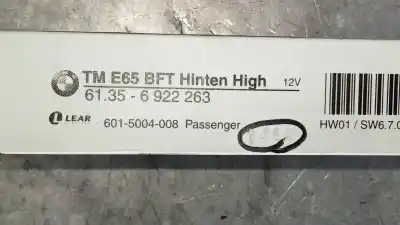 TM E65 BFT Hinten High 12V
61.35 - 6 922 263
LEAR 601-5004-008 Passenger
HW01 / SW6.7.0